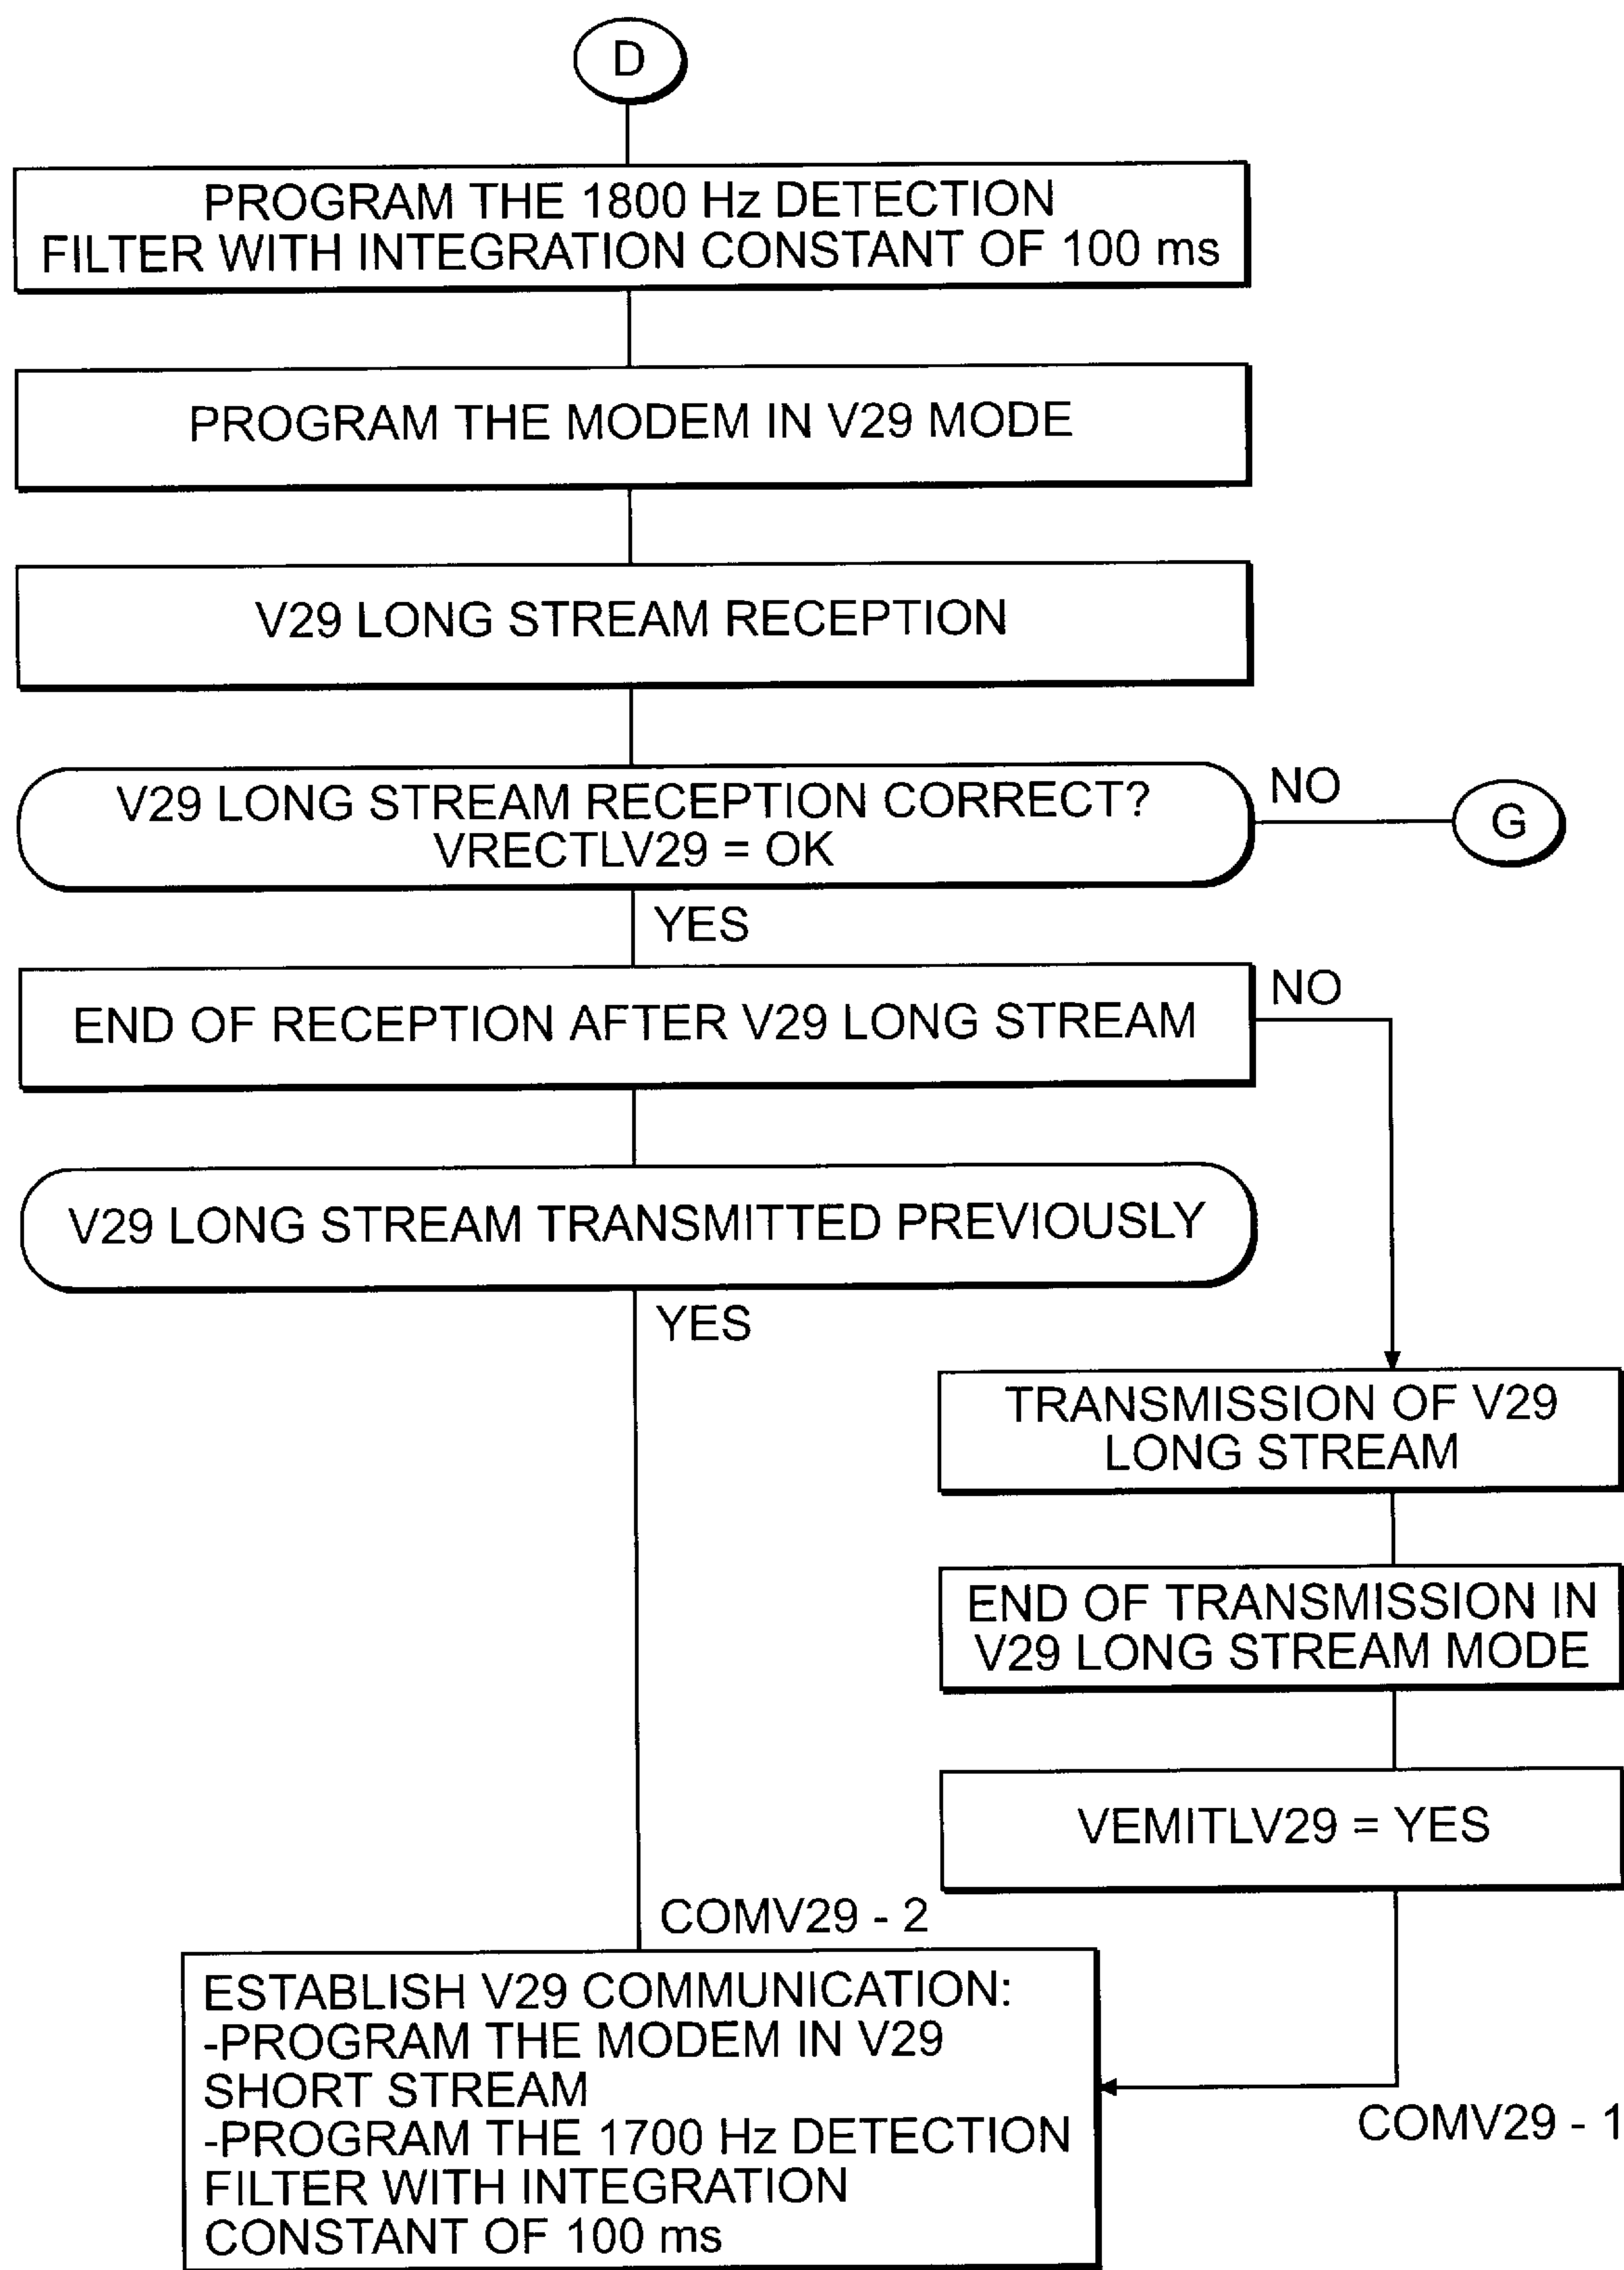 D
PROGRAM THE 1800 Hz DETECTION
FILTER WITH INTEGRATION CONSTANT OF 100 ms
PROGRAM THE MODEM IN V29 MODE
V29 LONG STREAM RECEPTION
V29 LONG STREAM RECEPTION CORRECT?
VRECTLV29 = OK
NO
G
YES
END OF RECEPTION AFTER V29 LONG STREAM
NO
V29 LONG STREAM TRANSMITTED PREVIOUSLY
YES
TRANSMISSION OF V29
LONG STREAM
END OF TRANSMISSION IN
V29 LONG STREAM MODE
VEMITLV29 = YES
COMV29 - 2
ESTABLISH V29 COMMUNICATION:
-PROGRAM THE MODEM IN V29
SHORT STREAM
-PROGRAM THE 1700 Hz DETECTION
FILTER WITH INTEGRATION
CONSTANT OF 100 ms
COMV29 - 1